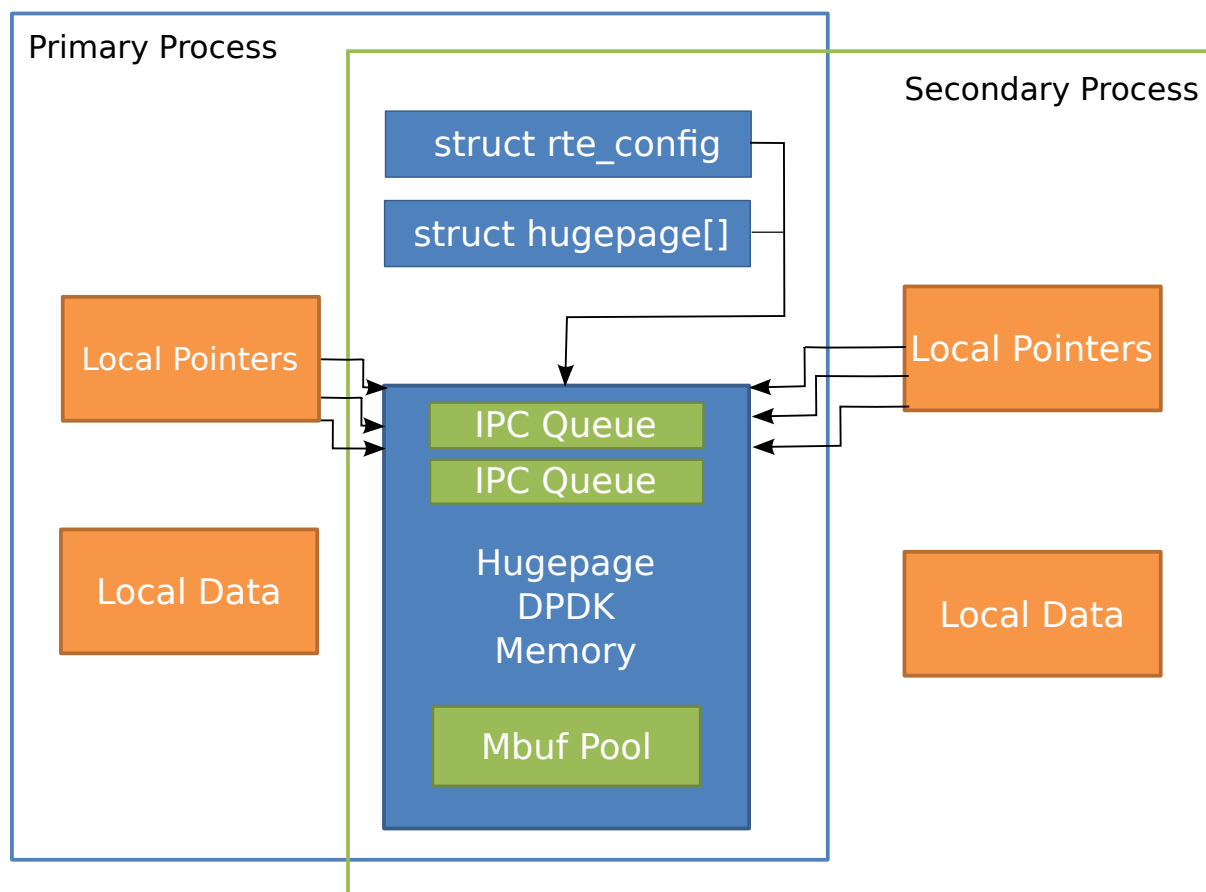 Primary Process
Secondary Process
struct rte_config
struct hugepage[]
Local Pointers
Local Pointers
IPC Queue
IPC Queue
Hugepage
DPDK
Memory
Local Data
Local Data
Mbuf Pool